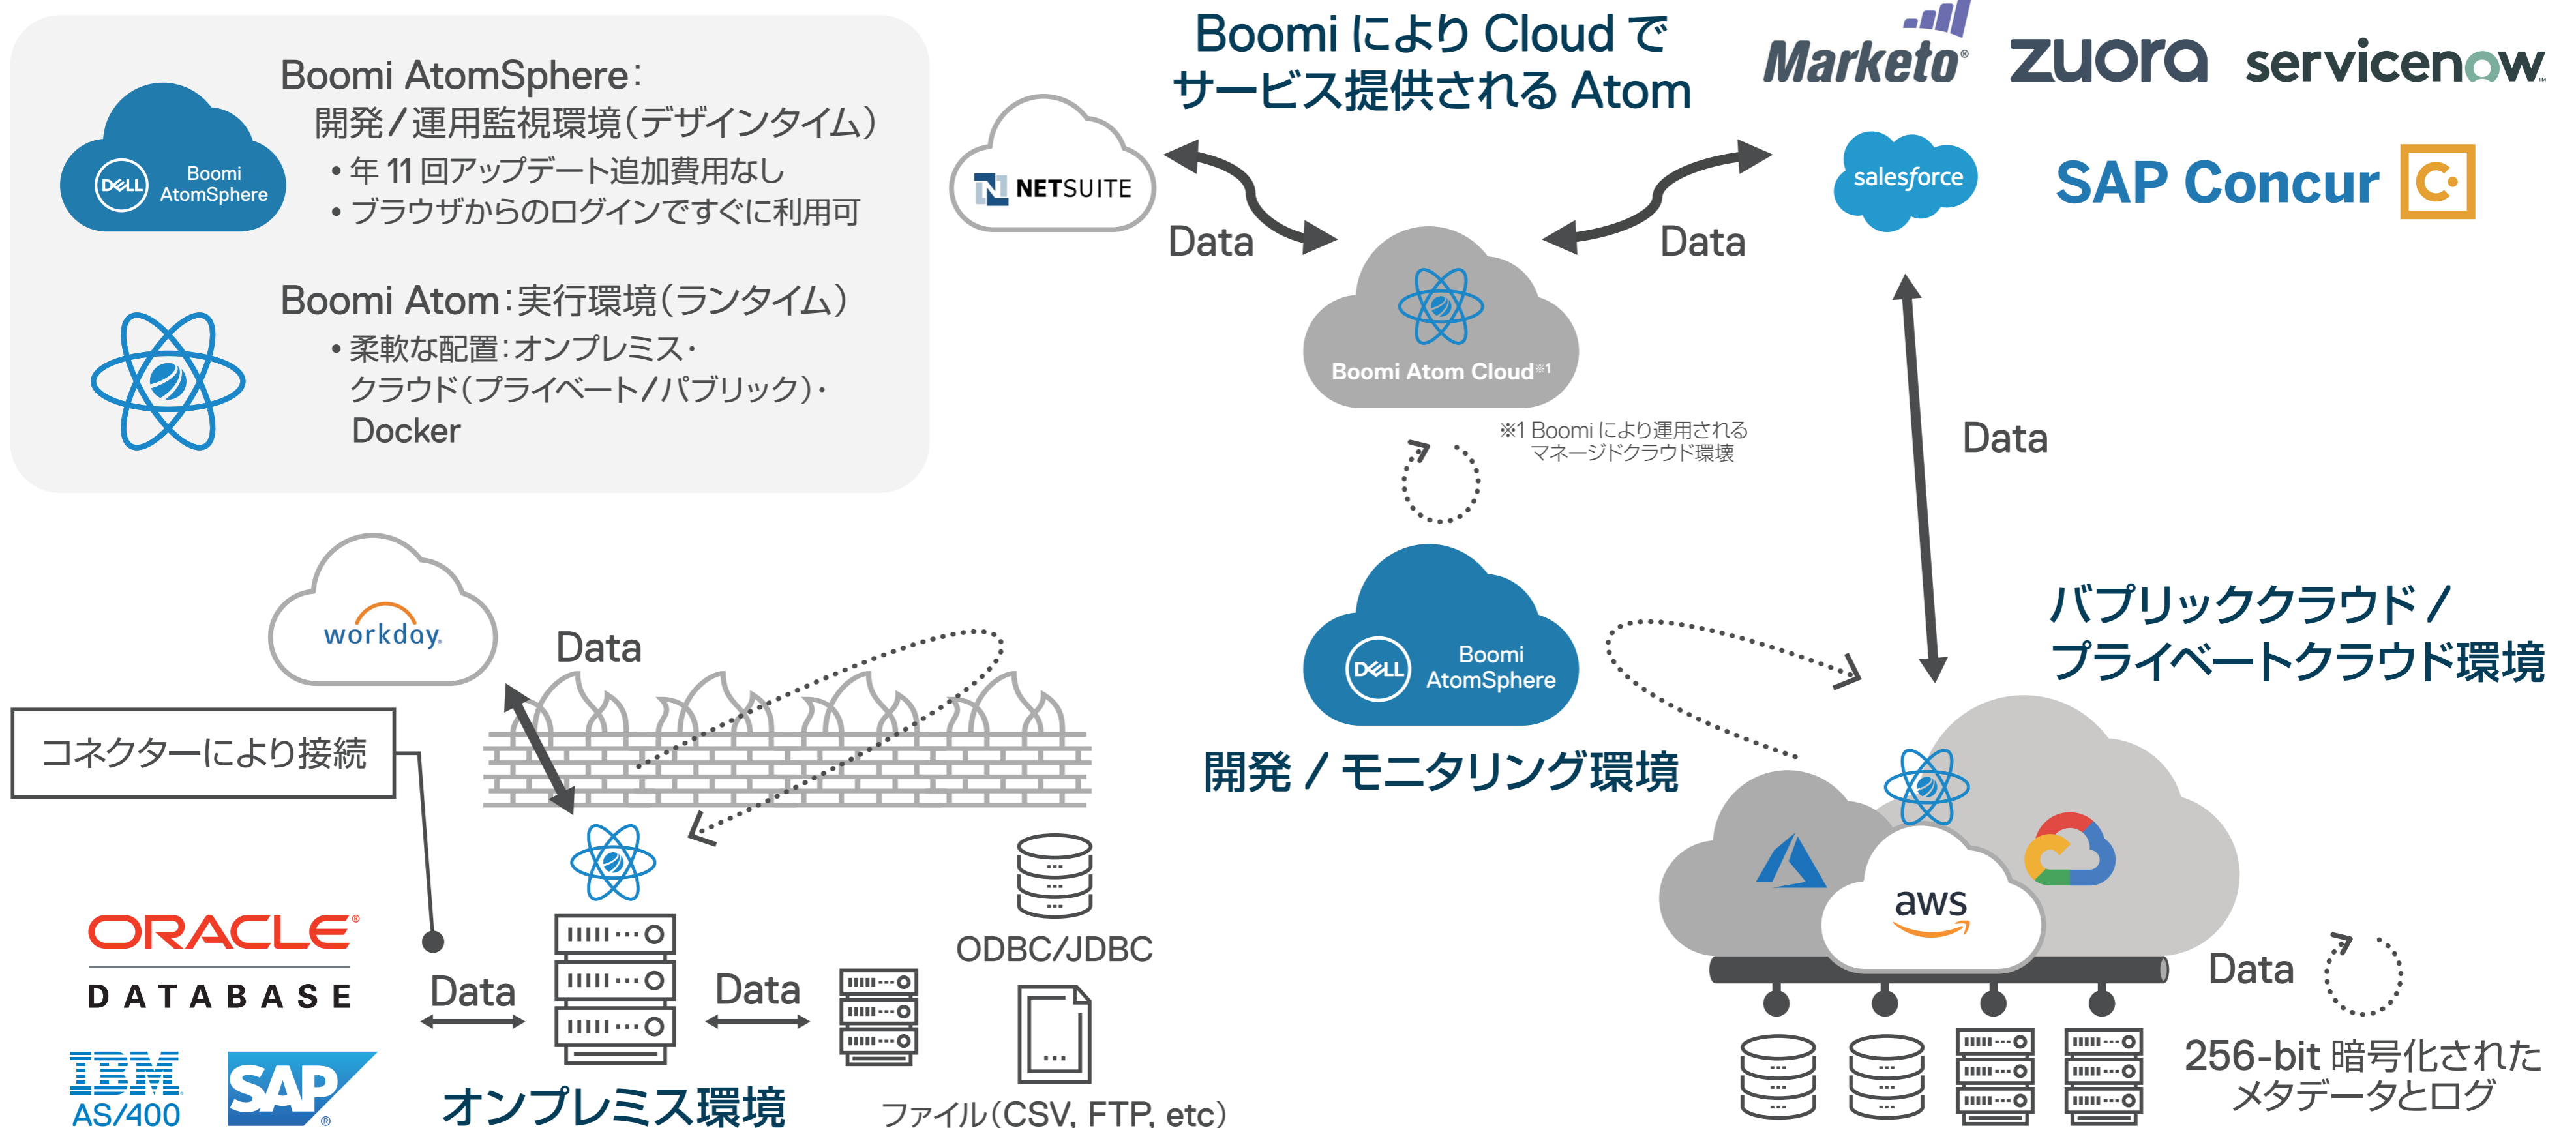 Boomi AtomSphere：
開発/運用監視環境（デザインタイム）
• 年 11 回アップデート追加費用なし
• ブラウザからのログインですぐに利用可
DELL
Boomi
AtomSphere
Boomi Atom：実行環境（ランタイム）
• 柔軟な配置：オンプレミス・
クラウド（プライベート/パブリック）・
Docker
Boomi により Cloud で
サービス提供される Atom
NETSUITE
Data
Data
Boomi Atom Cloud※1
※1 Boomi により運用される
マネージドクラウド環壊
Marketo®
zuora
servicenow™
salesforce
SAP Concur C.
Data
workday®
Data
コネクターにより接続
DELL
Boomi
AtomSphere
開発 / モニタリング環境
バプリッククラウド /
プライベートクラウド環境
aws
Data
256-bit 暗号化された
メタデータとログ
ORACLE®
DATABASE
IBM
AS/400
SAP®
Data
Data
オンプレミス環境
ODBC/JDBC
ファイル（CSV, FTP, etc）